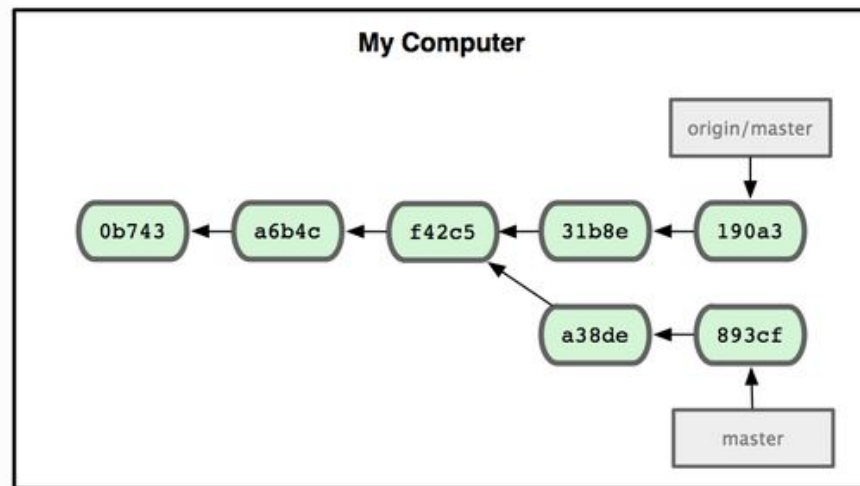 My Computer
origin/master
0b743 a6b4c f42c5 31b8e 190a3
a38de 893cf
master